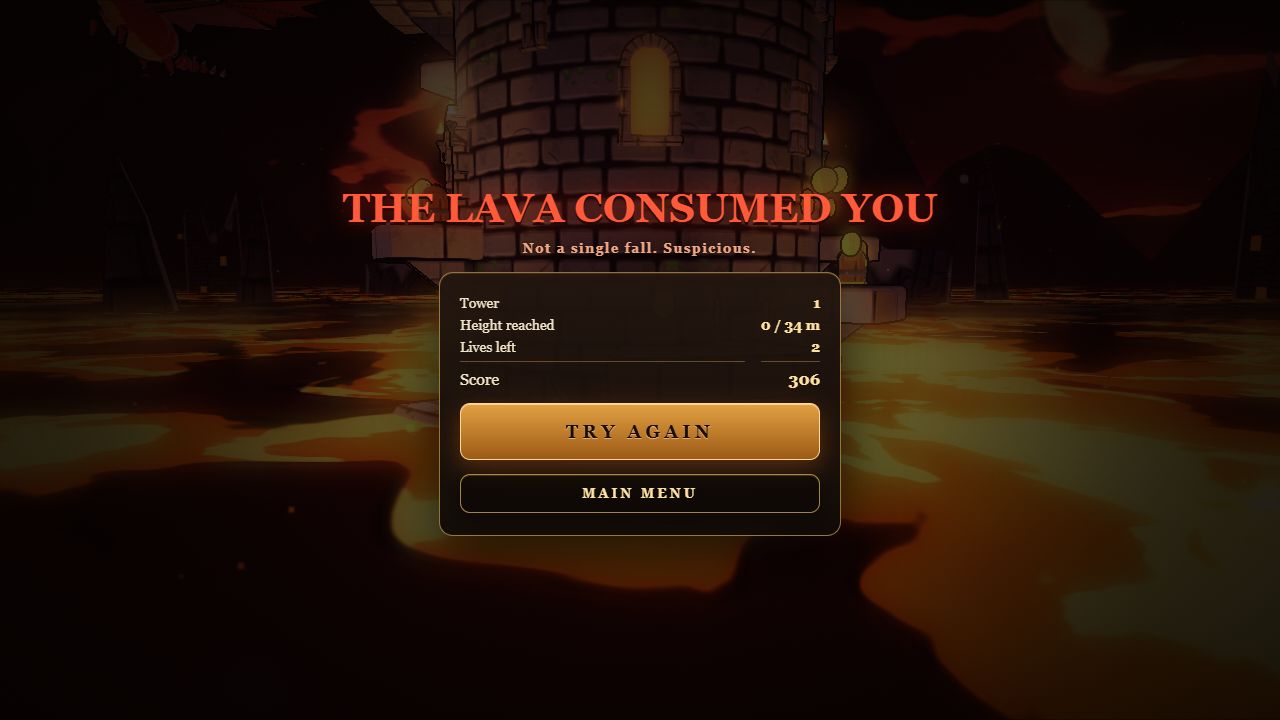 THE LAVA CONSUMED YOU
Not a single fall. Suspicious.
Tower 1
Height reached 0 / 34 m
Lives left 2
Score 306
TRY AGAIN
MAIN MENU